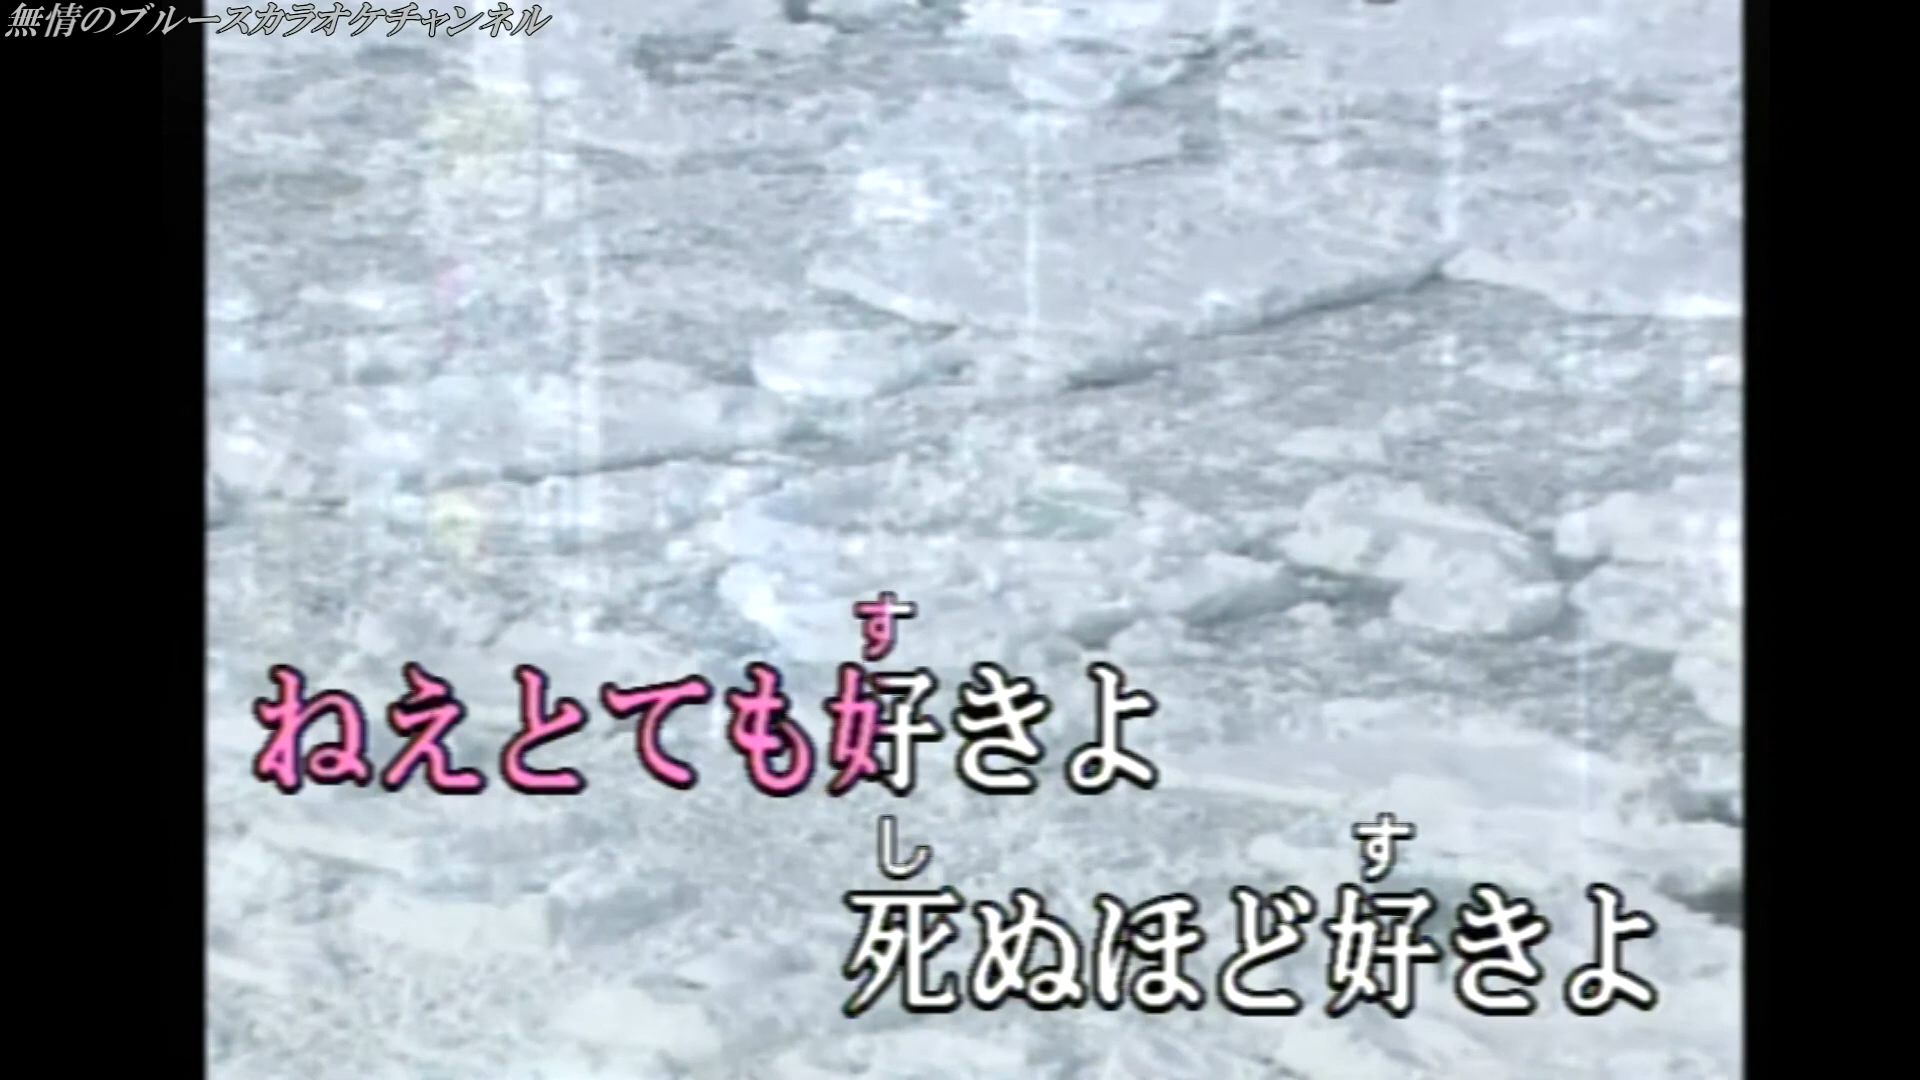 無情のブルースカラオケチャンネル
す
ねえとても好きよ
し す
死ぬほど好きよ